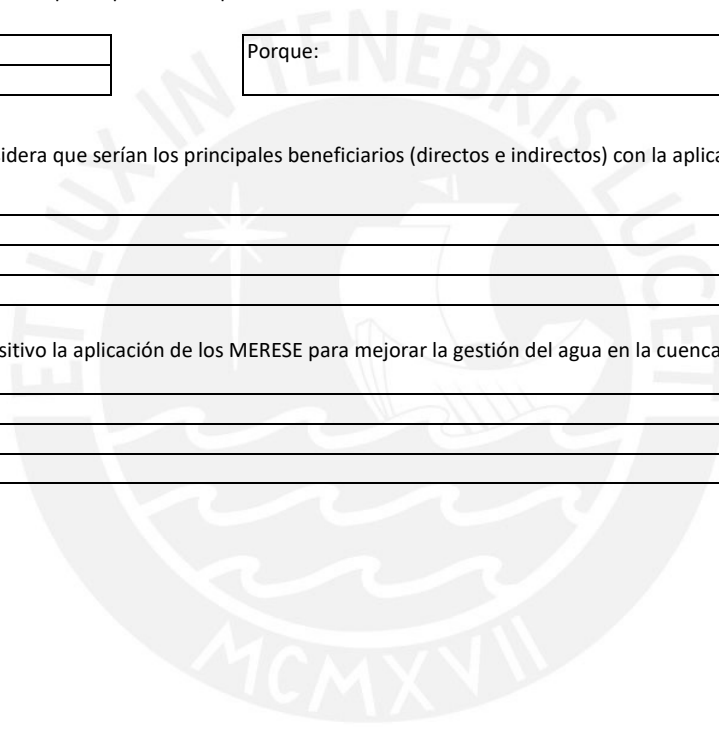 Porque:
idera que serían los principales beneficiarios (directos e indirectos) con la aplica
sitivo la aplicación de los MERESE para mejorar la gestión del agua en la cuenca
ET LUX IN TENEBRIS LUCET
MCMXVII